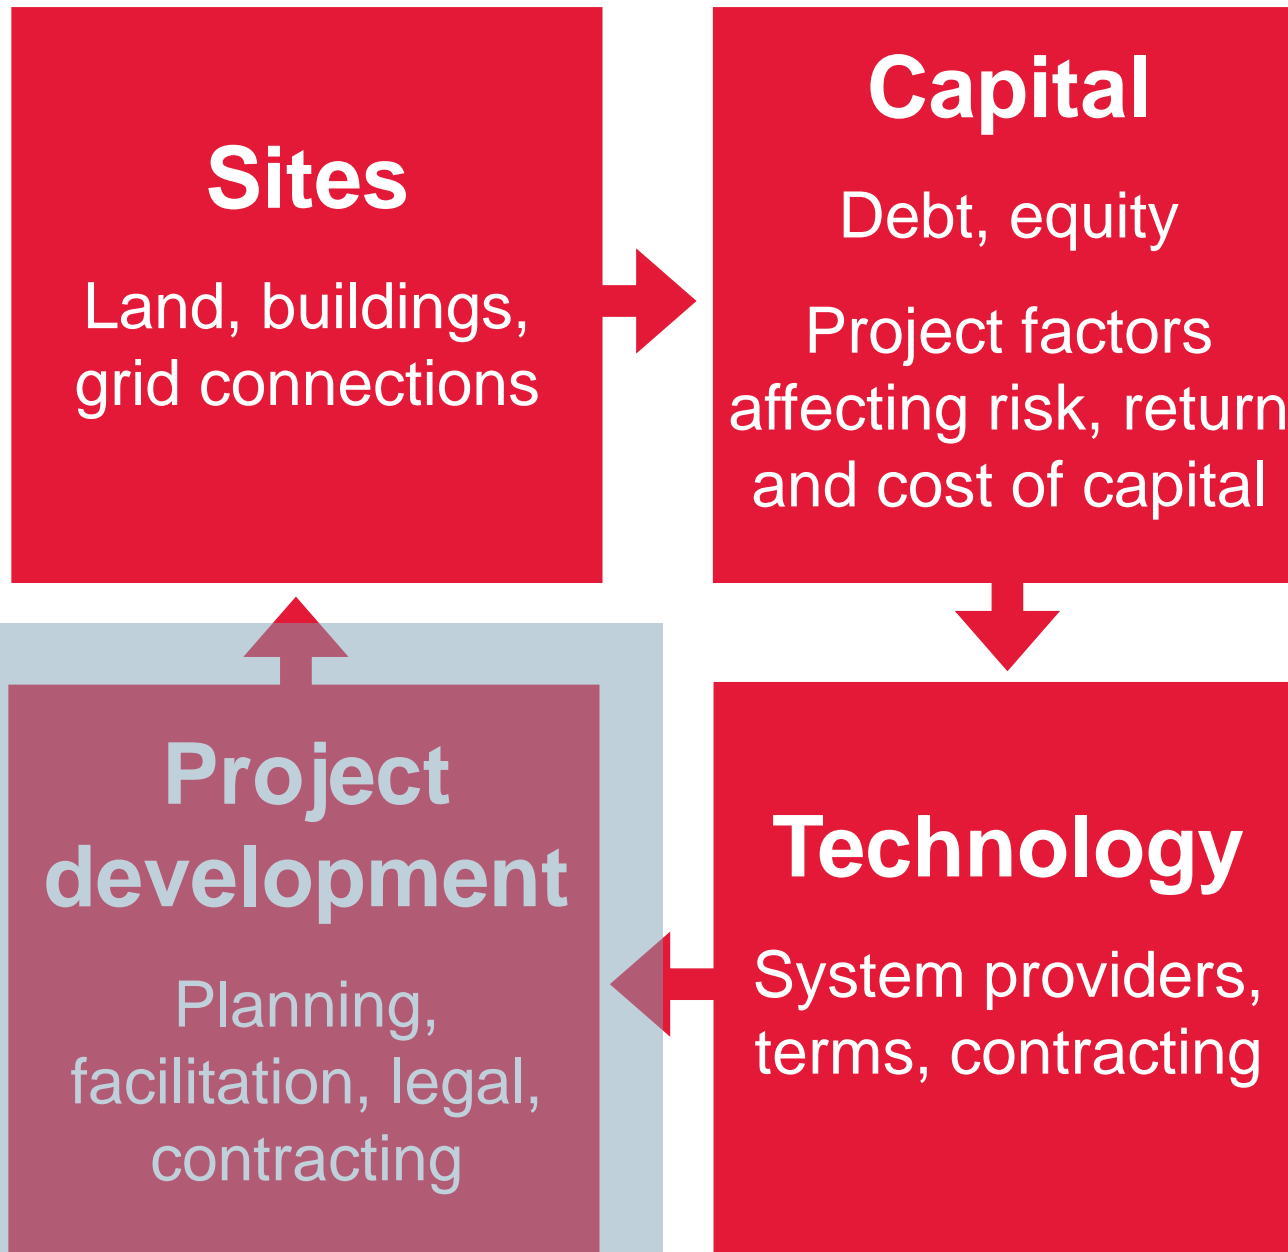 Sites
Land, buildings,
grid connections
Capital
Debt, equity
Project factors
affecting risk, return
and cost of capital
Project
development
Planning,
facilitation, legal,
contracting
Technology
System providers,
terms, contracting